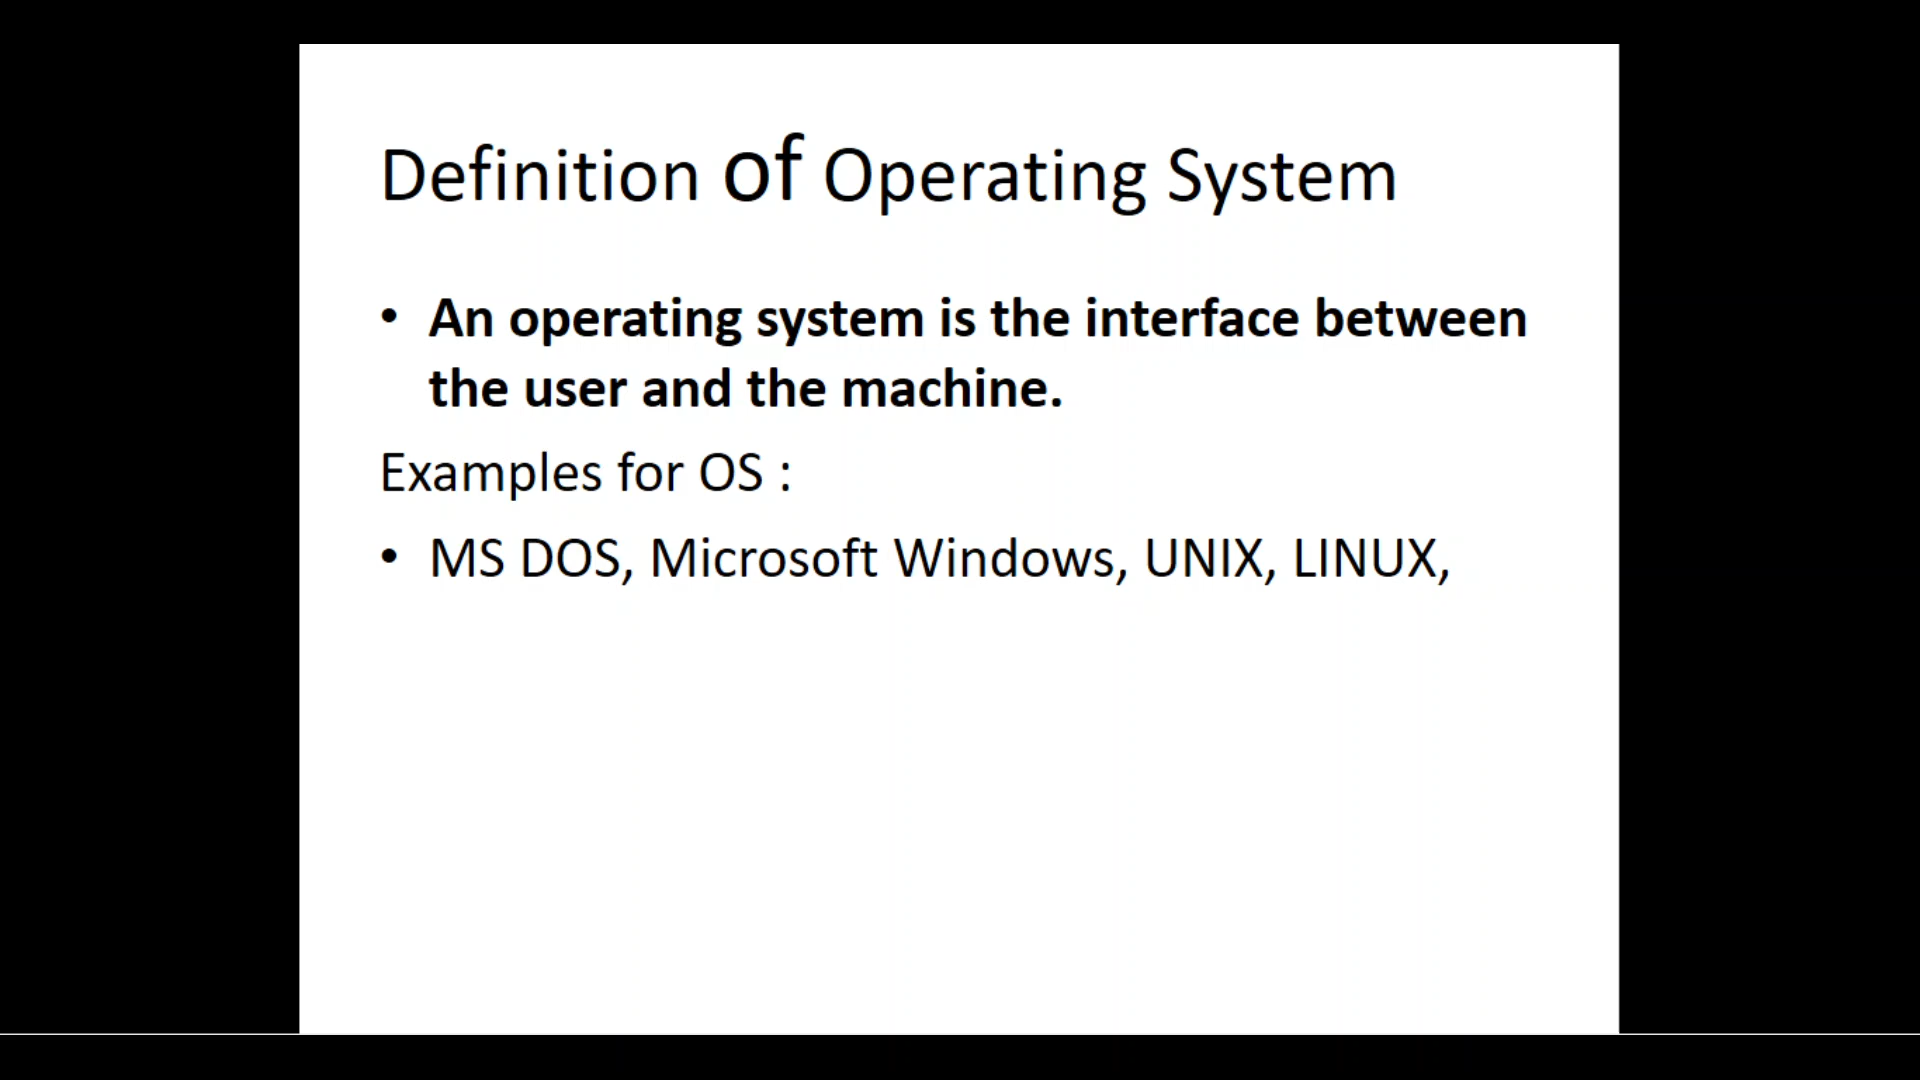 Definition of Operating System
• An operating system is the interface between
the user and the machine.
Examples for OS :
• MS DOS, Microsoft Windows, UNIX, LINUX,